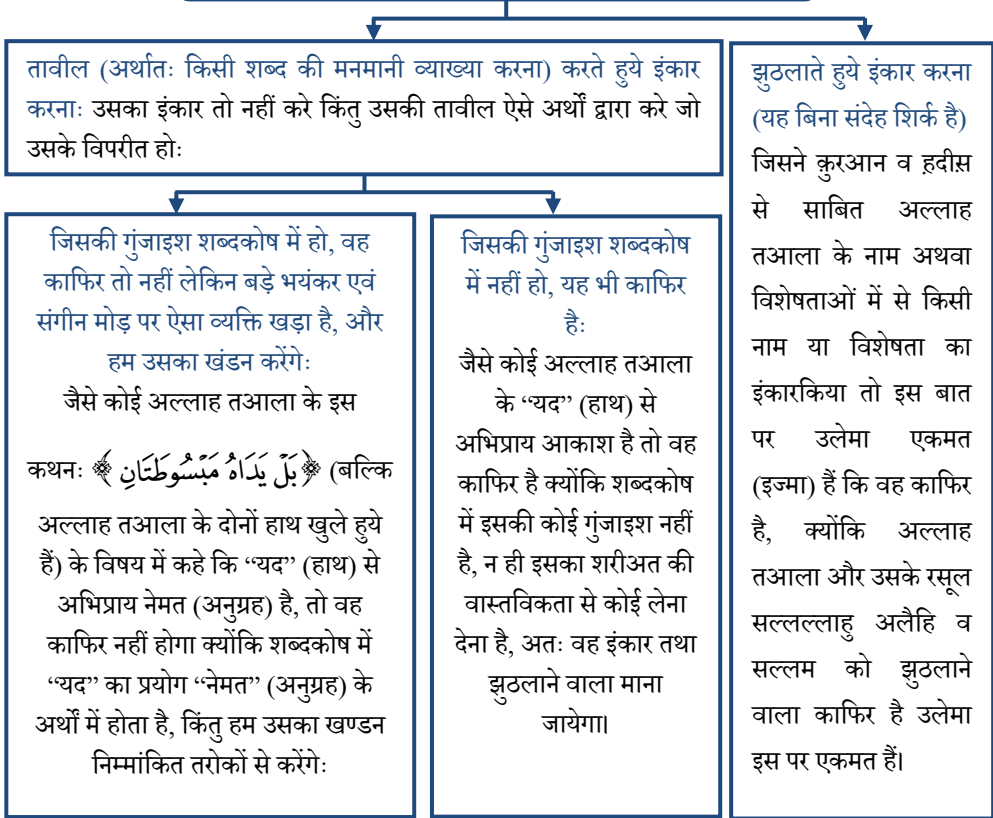 तावील (अर्थातः किसी शब्द की मनमानी व्याख्या करना) करते हुये इंकार
करनाः उसका इंकार तो नहीं करे किंतु उसकी तावील ऐसे अर्थों द्वारा करे जो
उसके विपरीत होः
जिसकी गुंजाइश शब्दकोष में हो, वह
काफिर तो नहीं लेकिन बड़े भयंकर एवं
संगीन मोड़ पर ऐसा व्यक्ति खड़ा है, और
हम उसका खंडन करेंगेः
जैसे कोई अल्लाह तआला के इस
कथनः ﴿بَلْ يَدَاهُ مَبْسُوطَتَانِ﴾ (बल्कि
अल्लाह तआला के दोनों हाथ खुले हुये
हैं) के विषय में कहे कि “यद” (हाथ) से
अभिप्राय नेमत (अनुग्रह) है, तो वह
काफिर नहीं होगा क्योंकि शब्दकोष में
“यद” का प्रयोग “नेमत” (अनुग्रह) के
अर्थों में होता है, किंतु हम उसका खण्डन
निम्मांकित तरोकों से करेंगेः
जिसकी गुंजाइश शब्दकोष
में नहीं हो, यह भी काफिर
हैः
जैसे कोई अल्लाह तआला
के “यद” (हाथ) से
अभिप्राय आकाश है तो वह
काफिर है क्योंकि शब्दकोष
में इसकी कोई गुंजाइश नहीं
है, न ही इसका शरीअत की
वास्तविकता से कोई लेना
देना है, अतः वह इंकार तथा
झुठलाने वाला माना
जायेगा।
झुठलाते हुये इंकार करना
(यह बिना संदेह शिर्क है)
जिसने क़ुरआन व ह़दीस़
से साबित अल्लाह
तआला के नाम अथवा
विशेषताओं में से किसी
नाम या विशेषता का
इंकारकिया तो इस बात
पर उलेमा एकमत
(इज्मा) हैं कि वह काफिर
है, क्योंकि अल्लाह
तआला और उसके रसूल
सल्लल्लाहु अलैहि व
सल्लम को झुठलाने
वाला काफिर है उलेमा
इस पर एकमत हैं।